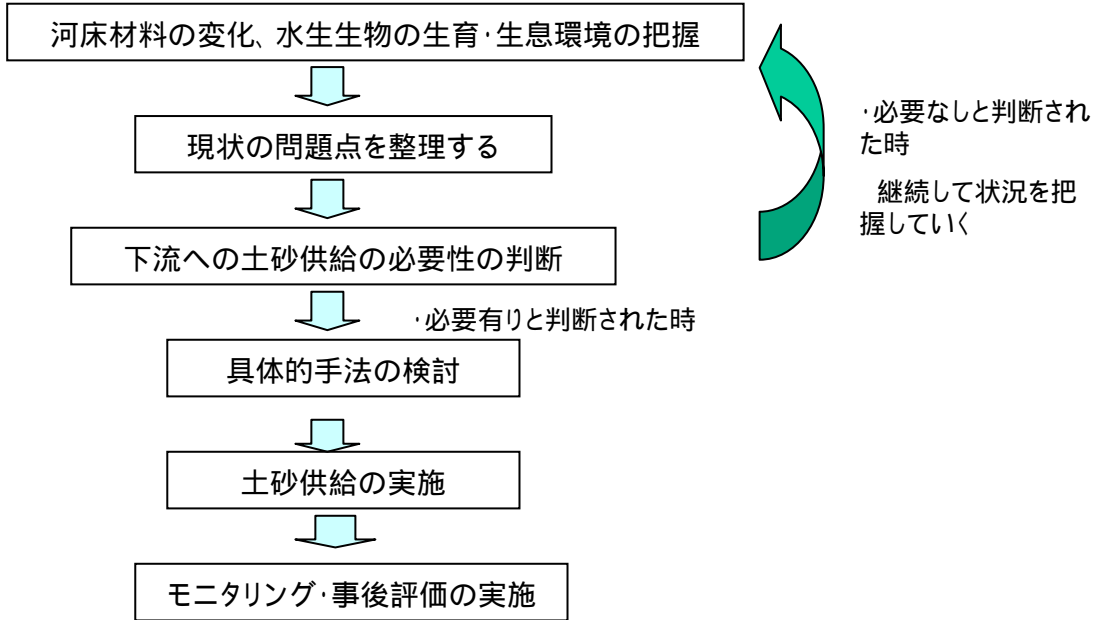 河床材料の変化、水生生物の生育・生息環境の把握
現状の問題点を整理する
下流への土砂供給の必要性の判断
・必要なしと判断され
た時
継続して状況を把
握していく
・必要有りと判断された時
具体的手法の検討
土砂供給の実施
モニタリング・事後評価の実施